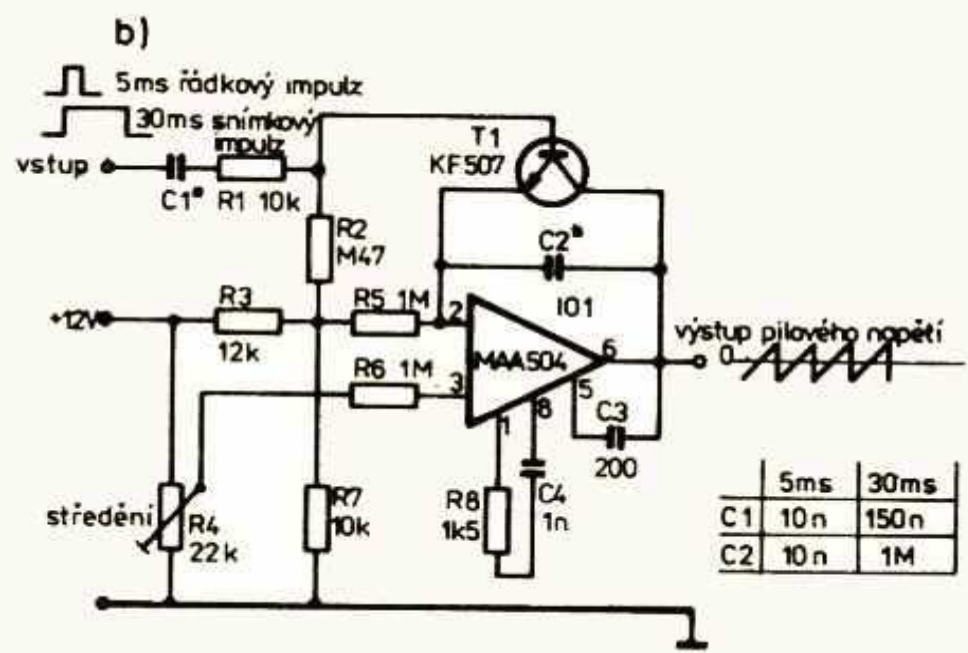 b)
5ms řádkový impulz
30ms snímkový
impulz
vstup
C1*
R1 10k
T1
KF507
R2
M47
C2*
IO1
+12V
R3
12k
R5 1M
2
MAA504
6
výstup pilového napětí
0
R6 1M
3
5
8
1
C3
200
středění
R4
22k
R7
10k
R8
1k5
C4
1n
5ms 30ms
C1 10n 150n
C2 10n 1M